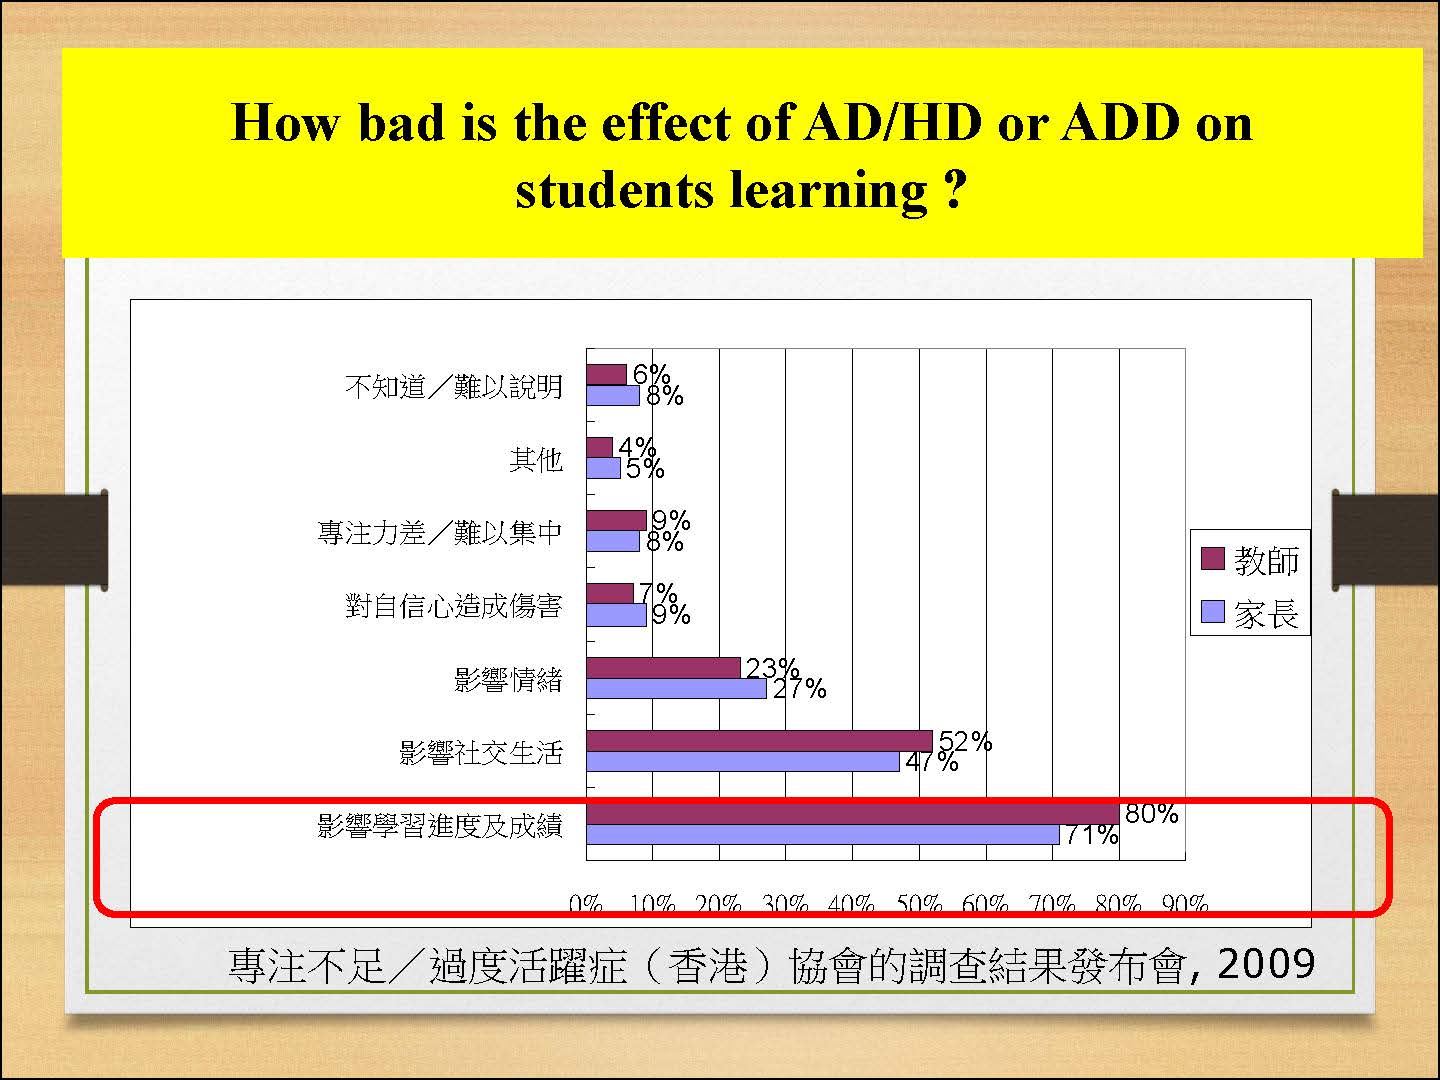 How bad is the effect of AD/HD or ADD on
students learning ?
不知道／難以說明
6%
8%
其他
4%
5%
專注力差／難以集中
9%
8%
對自信心造成傷害
7%
9%
影響情緒
23%
27%
影響社交生活
52%
47%
影響學習進度及成績
80%
71%
0% 10% 20% 30% 40% 50% 60% 70% 80% 90%
教師
家長
專注不足／過度活躍症（香港）協會的調查結果發布會, 2009